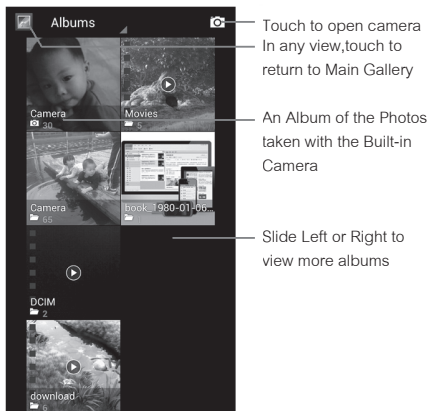 Albums
Touch to open camera
In any view,touch to
return to Main Gallery
Camera
30
Movies
5
An Album of the Photos
taken with the Built-in
Camera
Camera
65
book_1980-01-06...
Slide Left or Right to
view more albums
DCIM
2
download
6